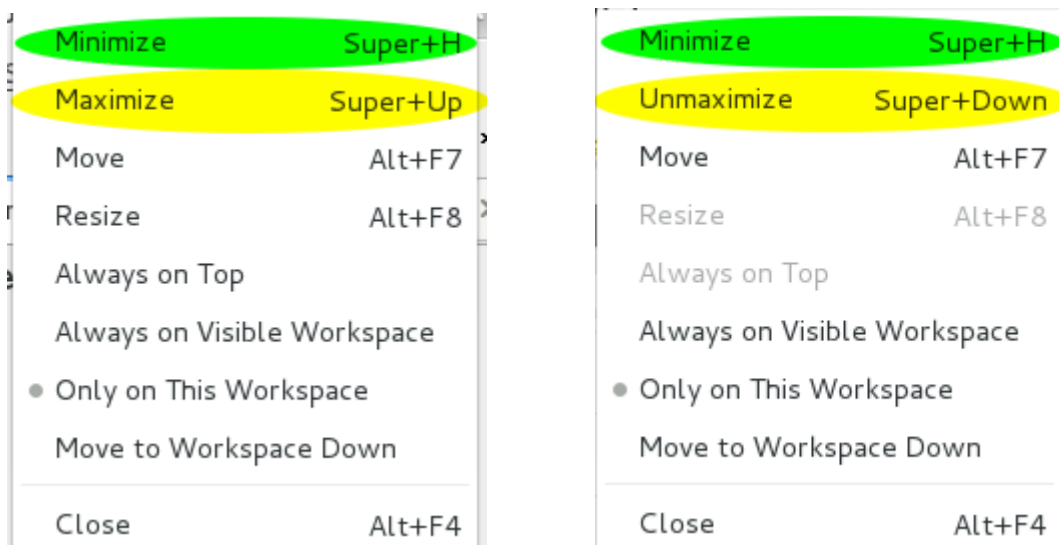 Minimize Super+H
Maximize Super+Up
Move Alt+F7
Resize Alt+F8
Always on Top
Always on Visible Workspace
Only on This Workspace
Move to Workspace Down
Close Alt+F4
Minimize Super+H
Unmaximize Super+Down
Move Alt+F7
Resize Alt+F8
Always on Top
Always on Visible Workspace
Only on This Workspace
Move to Workspace Down
Close Alt+F4